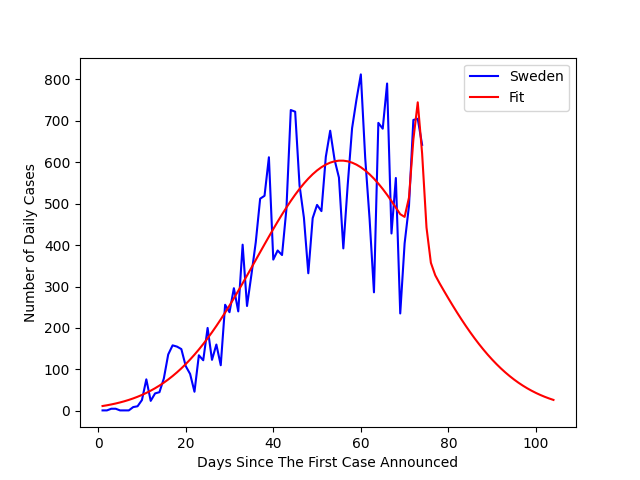 Sweden
Fit
800
700
600
500
400
300
200
100
0
Number of Daily Cases
0 20 40 60 80 100
Days Since The First Case Announced